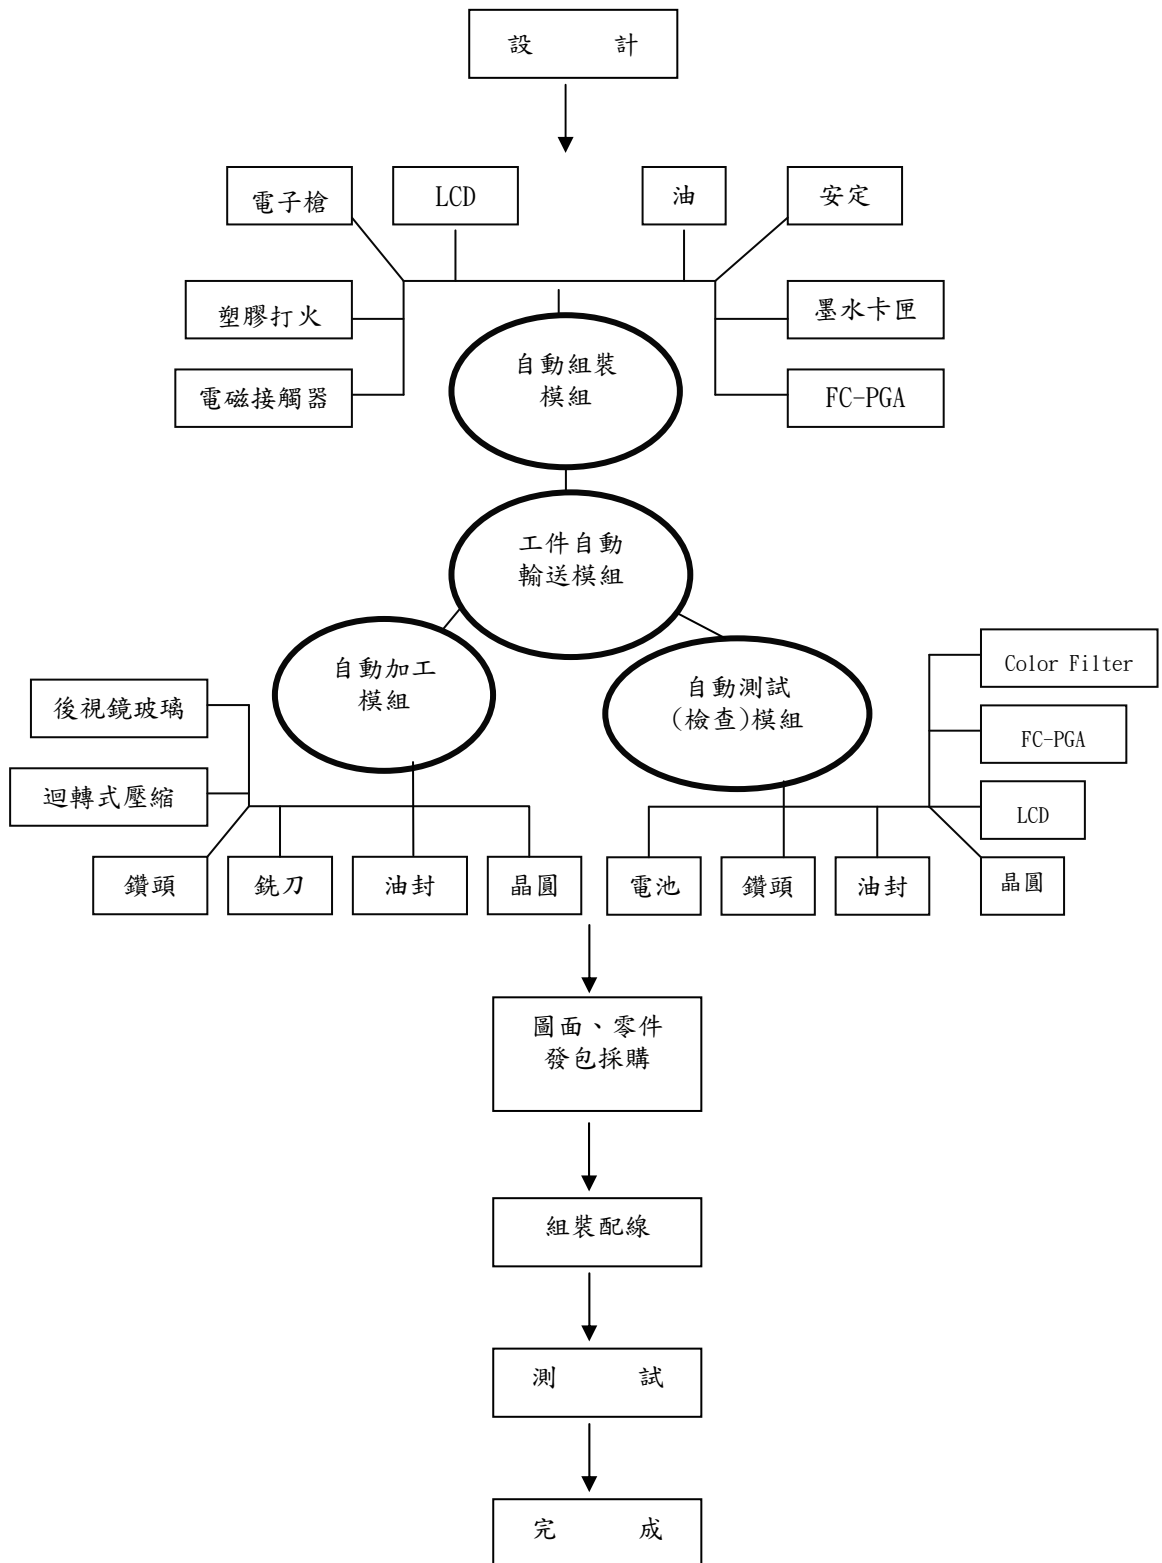 設 計
電子槍
LCD
油
安定
塑膠打火
墨水卡匣
電磁接觸器
FC-PGA
自動組裝
模組
工件自動
輸送模組
自動加工
模組
自動測試
(檢查)模組
後視鏡玻璃
迴轉式壓縮
鑽頭
銑刀
油封
晶圓
Color Filter
FC-PGA
LCD
電池
鑽頭
油封
晶圓
圖面、零件
發包採購
組裝配線
測 試
完 成